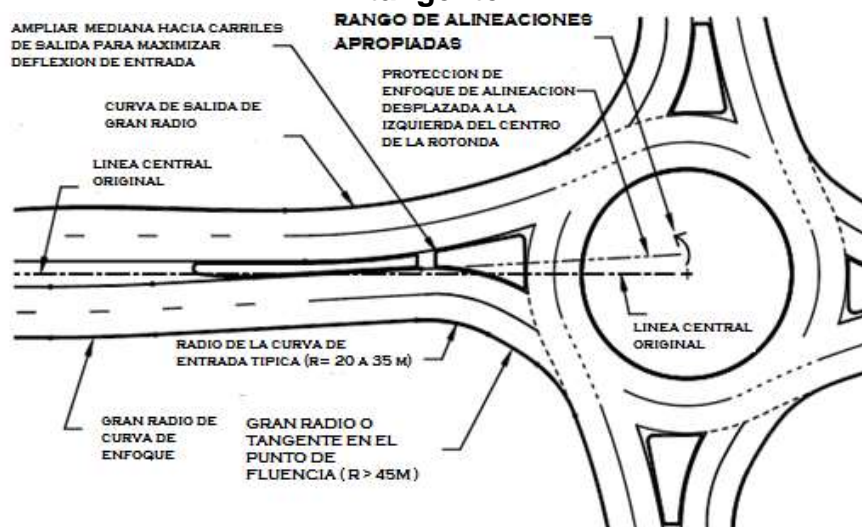 AMPLIAR MEDIANA HACIA CARRILES
DE SALIDA PARA MAXIMIZAR
DEFLEXION DE ENTRADA
RANGO DE ALINEACIONES
APROPIADAS
PROYECCION DE
ENFOQUE DE ALINEACION
DESPLAZADA A LA
IZQUIERDA DEL CENTRO
DE LA ROTONDA
CURVA DE SALIDA DE
GRAN RADIO
LINEA CENTRAL
ORIGINAL
LINEA CENTRAL
ORIGINAL
RADIO DE LA CURVA DE
ENTRADA TIPICA (R= 20 A 35 M)
GRAN RADIO DE
CURVA DE
ENFOQUE
GRAN RADIO O
TANGENTE EN EL
PUNTO DE
FLUENCIA ( R > 45M )